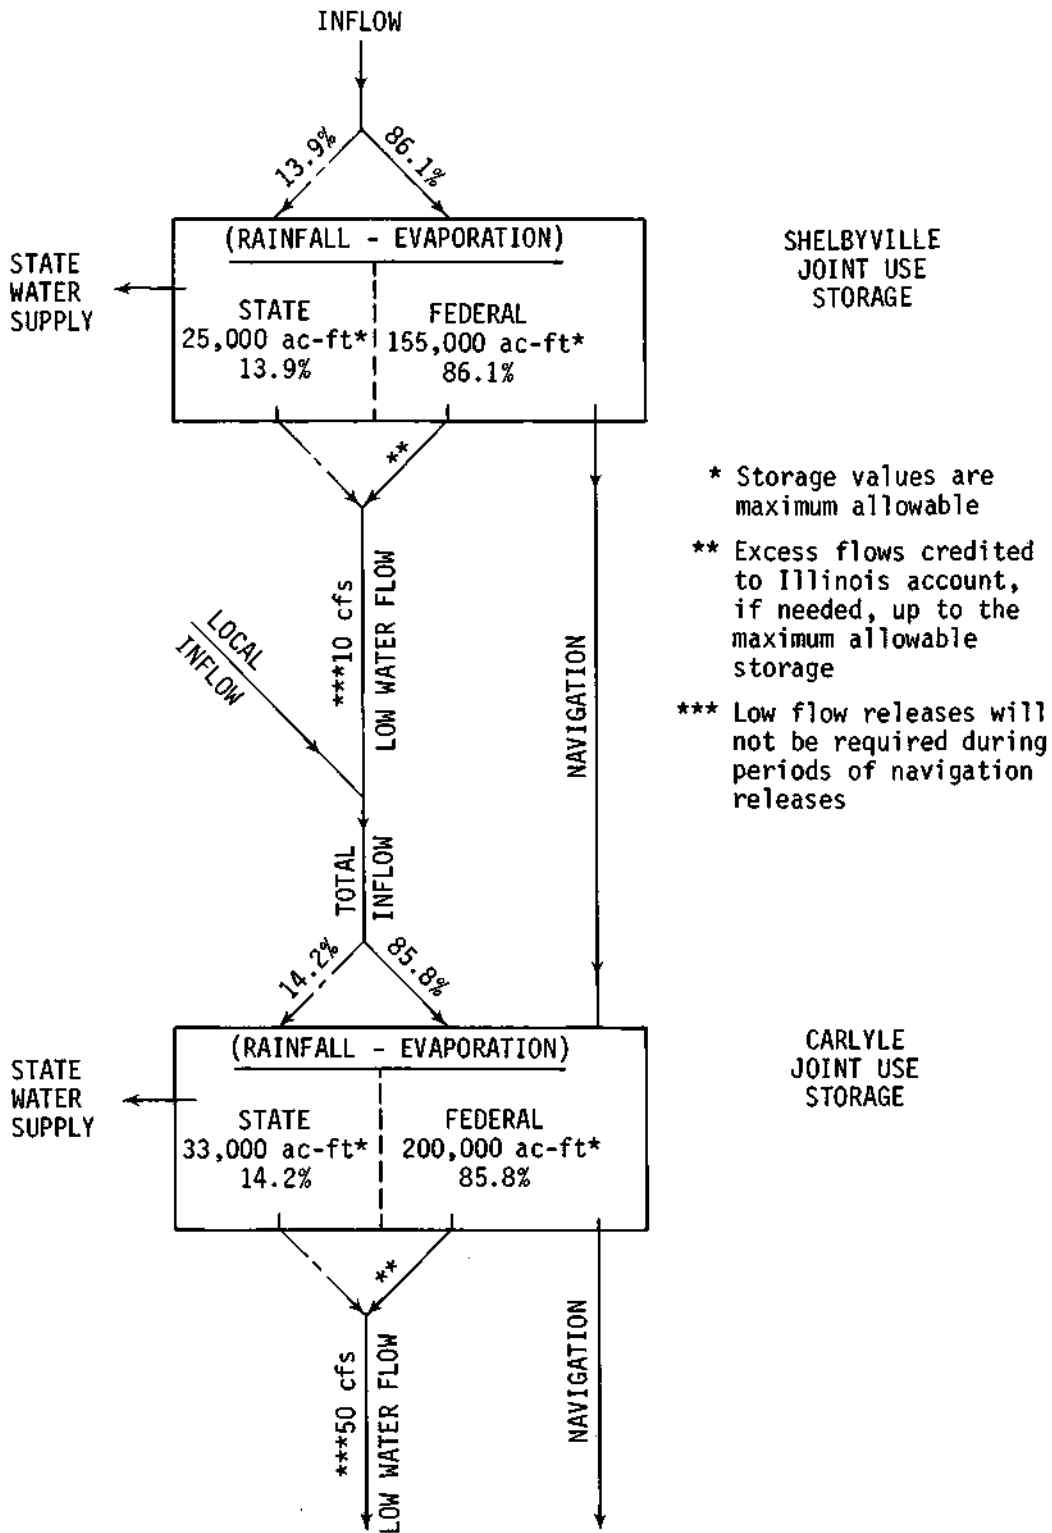 INFLOW
13.9%
86.1%
(RAINFALL - EVAPORATION)
STATE
WATER
SUPPLY
STATE
25,000 ac-ft*
13.9%
FEDERAL
155,000 ac-ft*
86.1%
SHELBYVILLE
JOINT USE
STORAGE
**
* Storage values are
maximum allowable
** Excess flows credited
to Illinois account,
if needed, up to the
maximum allowable
storage
*** Low flow releases will
not be required during
periods of navigation
releases
LOCAL
INFLOW
***10 cfs
LOW WATER FLOW
NAVIGATION
TOTAL
INFLOW
14.2%
85.8%
(RAINFALL - EVAPORATION)
STATE
WATER
SUPPLY
STATE
33,000 ac-ft*
14.2%
FEDERAL
200,000 ac-ft*
85.8%
CARLYLE
JOINT USE
STORAGE
**
***50 cfs
LOW WATER FLOW
NAVIGATION